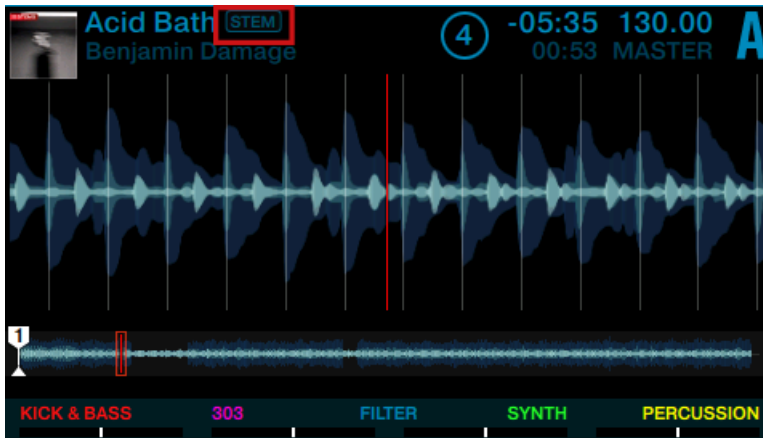 Acid Bath STEM
Benjamin Damage
4
-05:35 130.00
00:53 MASTER
A
1
KICK & BASS 303 FILTER SYNTH PERCUSSION